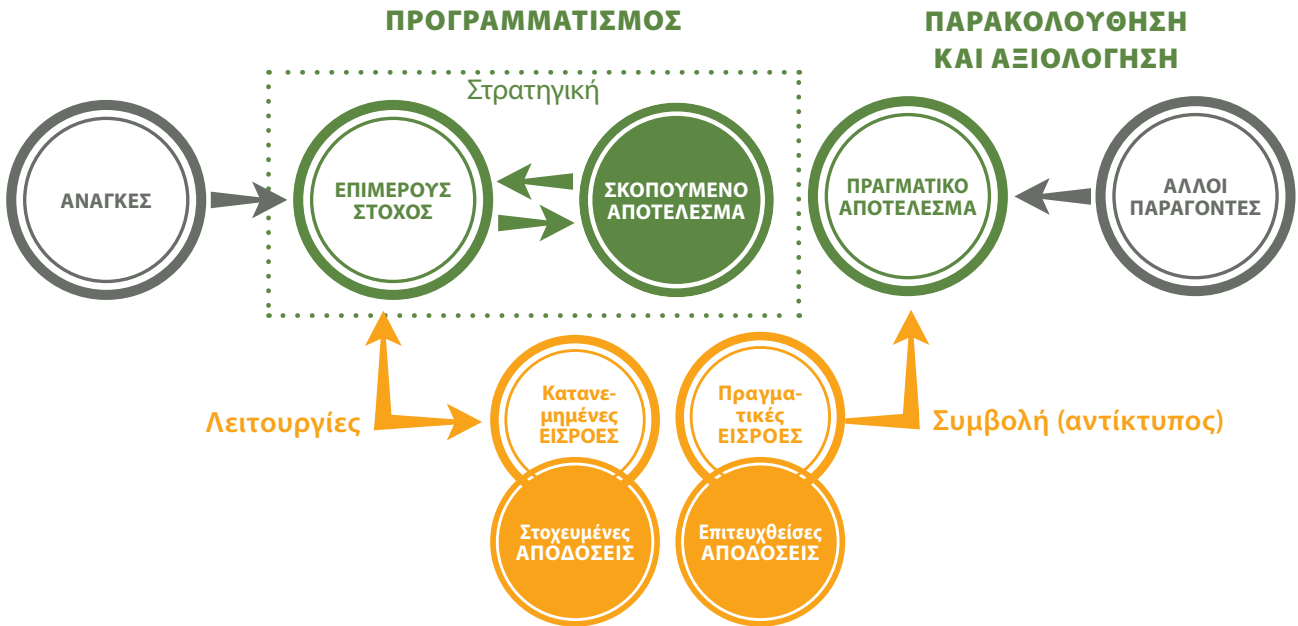 ΠΡΟΓΡΑΜΜΑΤΙΣΜΟΣ
ΠΑΡΑΚΟΛΟΥΘΗΣΗ
ΚΑΙ ΑΞΙΟΛΟΓΗΣΗ
Στρατηγική
ΑΝΑΓΚΕΣ
ΕΠΙΜΕΡΟΥΣ
ΣΤΟΧΟΣ
ΣΚΟΠΟΥΜΕΝΟ
ΑΠΟΤΕΛΕΣΜΑ
ΠΡΑΓΜΑΤΙΚΟ
ΑΠΟΤΕΛΕΣΜΑ
ΑΛΛΟΙ
ΠΑΡΑΓΟΝΤΕΣ
Λειτουργίες
Κατανε-
μημένες
ΕΙΣΡΟΕΣ
Πραγμα-
τικές
ΕΙΣΡΟΕΣ
Συμβολή (αντίκτυπος)
Στοχευμένες
ΑΠΟΔΟΣΕΙΣ
Επιτευχθείσες
ΑΠΟΔΟΣΕΙΣ